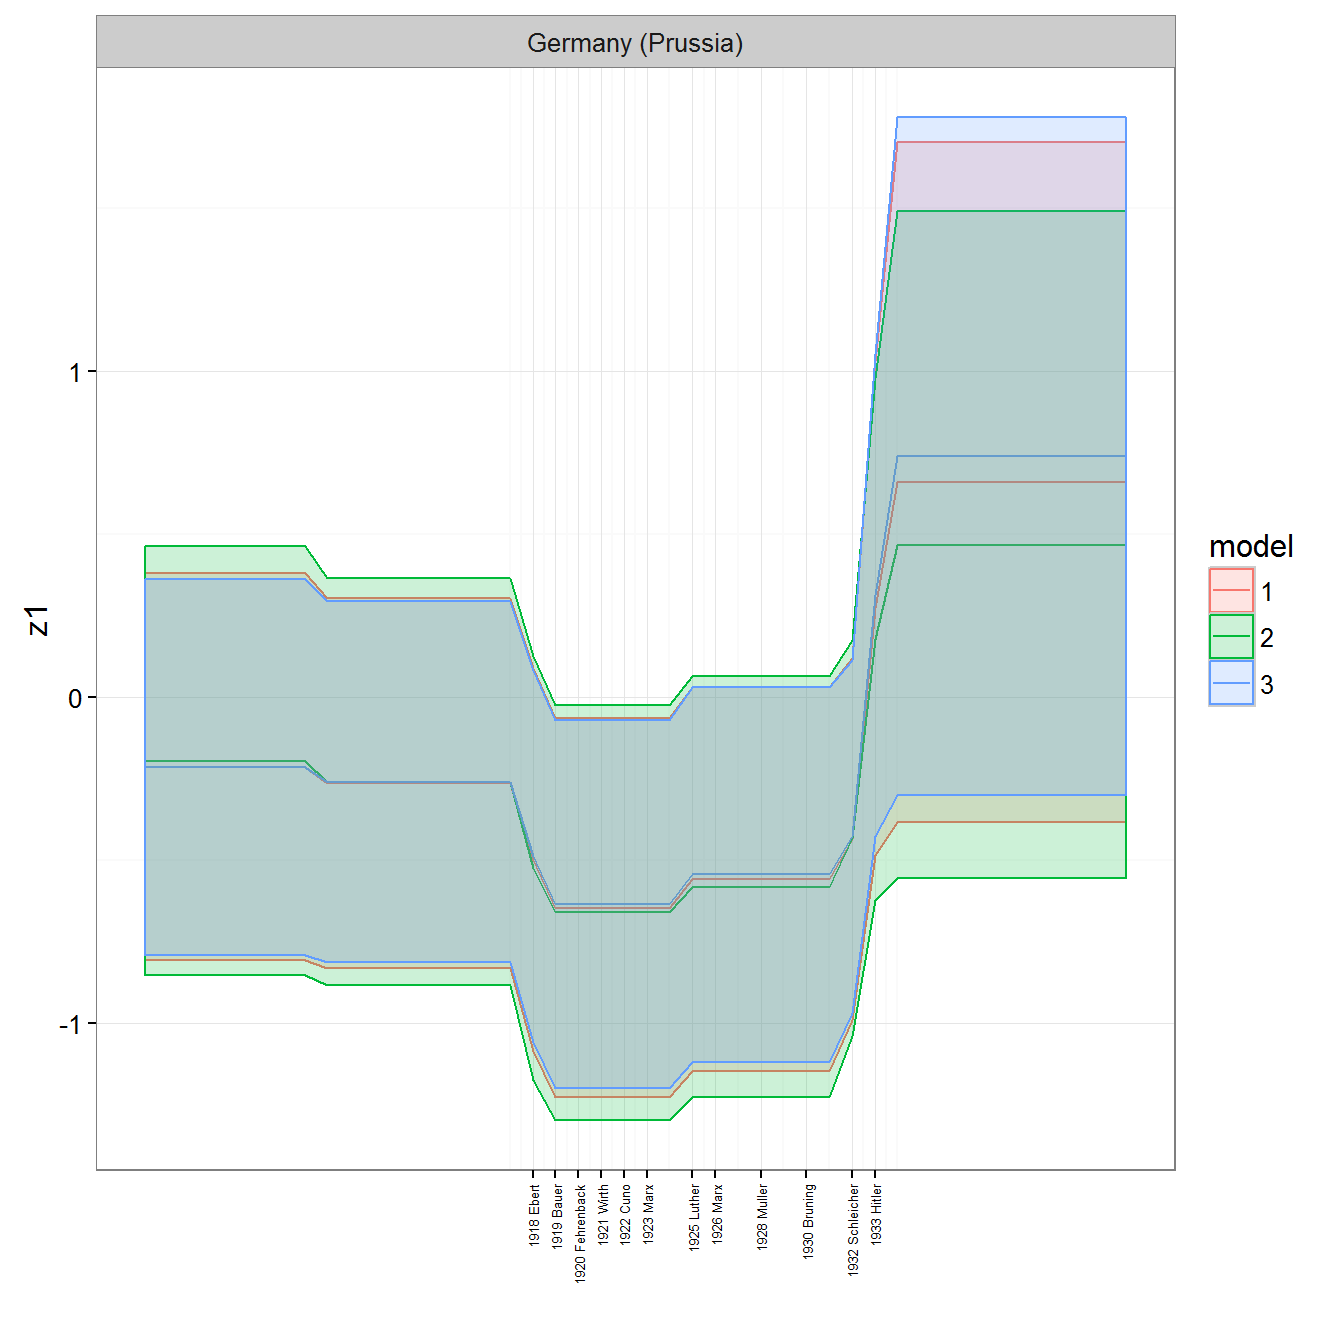 Germany (Prussia)
z1
1
0
-1
1918 Ebert
1919 Bauer
1920 Fehrenback
1921 Wirth
1922 Cuno
1923 Marx
1925 Luther
1926 Marx
1928 Muller
1930 Bruning
1932 Schleicher
1933 Hitler
model
1
2
3